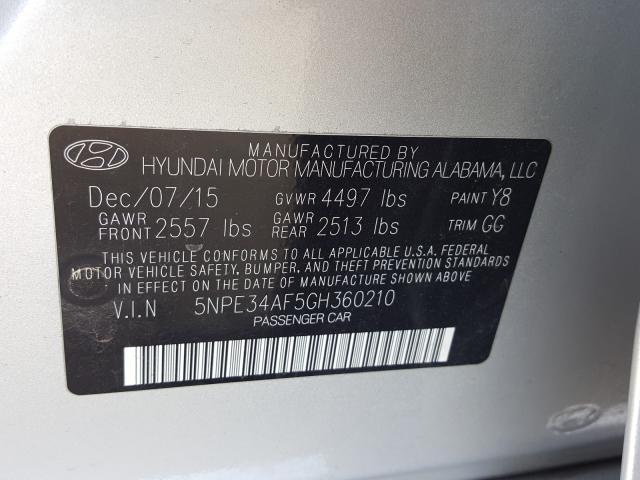 MANUFACTURED BY
HYUNDAI MOTOR MANUFACTURING ALABAMA, LLC
Dec/07/15 GVWR 4497 lbs PAINT Y8
GAWR FRONT 2557 lbs GAWR REAR 2513 lbs TRIM GG
THIS VEHICLE CONFORMS TO ALL APPLICABLE U.S.A. FEDERAL
MOTOR VEHICLE SAFETY, BUMPER, AND THEFT PREVENTION STANDARDS
IN EFFECT ON THE DATE OF MANUFACTURE SHOWN ABOVE.
V.I.N 5NPE34AF5GH360210
PASSENGER CAR